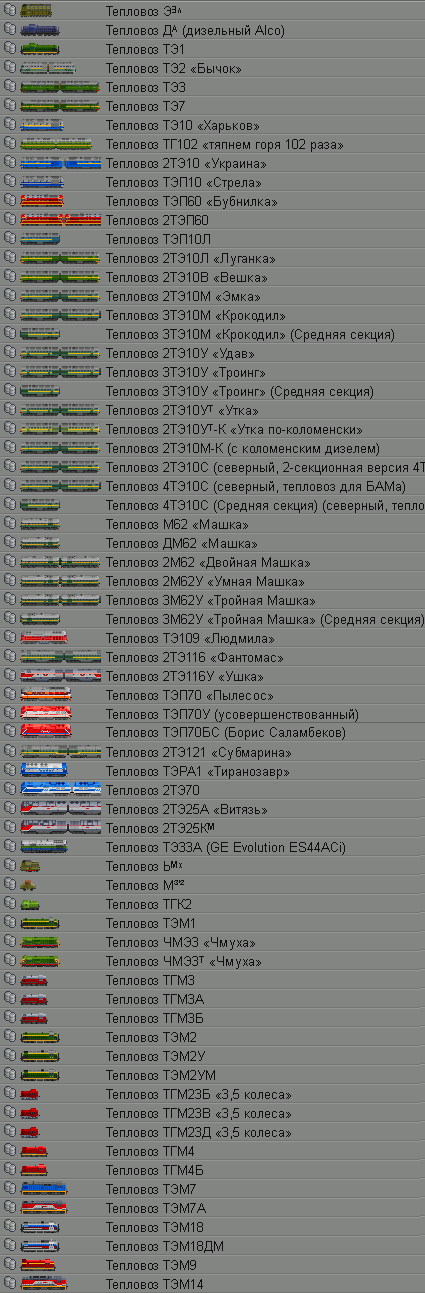 Тепловоз Ээл
Тепловоз Дᴬ (дизельный Alco)
Тепловоз ТЭ1
Тепловоз ТЭ2 «Бычок»
Тепловоз ТЭ3
Тепловоз ТЭ7
Тепловоз ТЭ10 «Харьков»
Тепловоз ТГ102 «тяпнем горя 102 раза»
Тепловоз 2ТЭ10 «Украина»
Тепловоз ТЭП10 «Стрела»
Тепловоз ТЭП60 «Бубнилка»
Тепловоз 2ТЭП60
Тепловоз ТЭП10Л
Тепловоз 2ТЭ10Л «Луганка»
Тепловоз 2ТЭ10В «Вешка»
Тепловоз 2ТЭ10М «Эмка»
Тепловоз 3ТЭ10М «Крокодил»
Тепловоз 3ТЭ10М «Крокодил» (Средняя секция)
Тепловоз 2ТЭ10У «Удав»
Тепловоз 3ТЭ10У «Троинг»
Тепловоз 3ТЭ10У «Троинг» (Средняя секция)
Тепловоз 2ТЭ10Уᵀ «Утка»
Тепловоз 2ТЭ10Уᵀ-К «Утка по-коломенски»
Тепловоз 2ТЭ10М-К (с коломенским дизелем)
Тепловоз 2ТЭ10С (северный, 2-секционная версия 4Т
Тепловоз 4ТЭ10С (северный, тепловоз для БАМа)
Тепловоз 4ТЭ10С (Средняя секция) (северный, тепло
Тепловоз М62 «Машка»
Тепловоз ДМ62 «Машка»
Тепловоз 2М62 «Двойная Машка»
Тепловоз 2М62У «Умная Машка»
Тепловоз 3М62У «Тройная Машка»
Тепловоз 3М62У «Тройная Машка» (Средняя секция)
Тепловоз ТЭ109 «Людмила»
Тепловоз 2ТЭ116 «Фантомас»
Тепловоз 2ТЭ116У «Ушка»
Тепловоз ТЭП70 «Пылесос»
Тепловоз ТЭП70У (усовершенствованный)
Тепловоз ТЭП70БС (Борис Саламбеков)
Тепловоз 2ТЭ121 «Субмарина»
Тепловоз ТЭРА1 «Тиранозавр»
Тепловоз 2ТЭ70
Тепловоз 2ТЭ25А «Витязь»
Тепловоз 2ТЭ25Кᴹ
Тепловоз ТЭ33А (GE Evolution ES44ACi)
Тепловоз
Тепловоз
Тепловоз ТГК2
Тепловоз ТЭМ1
Тепловоз ЧМЭ3 «Чмуха»
Тепловоз ЧМЭ3ᵀ «Чмуха»
Тепловоз ТГМ3
Тепловоз ТГМ3А
Тепловоз ТГМ3Б
Тепловоз ТЭМ2
Тепловоз ТЭМ2У
Тепловоз ТЭМ2УМ
Тепловоз ТГМ23Б «3,5 колеса»
Тепловоз ТГМ23В «3,5 колеса»
Тепловоз ТГМ23Д «3,5 колеса»
Тепловоз ТГМ4
Тепловоз ТГМ4Б
Тепловоз ТЭМ7
Тепловоз ТЭМ7А
Тепловоз ТЭМ18
Тепловоз ТЭМ18ДМ
Тепловоз ТЭМ9
Тепловоз ТЭМ14